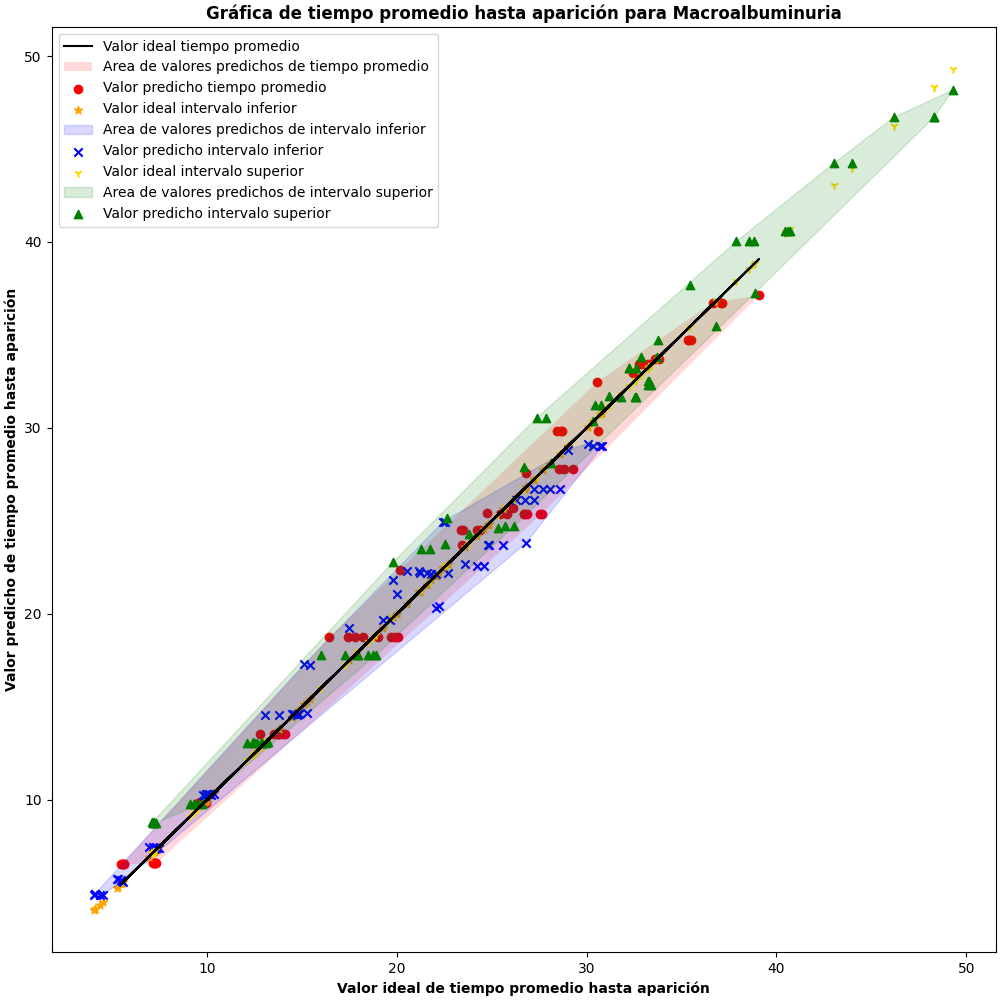 Gráfica de tiempo promedio hasta aparición para Macroalbuminuria
Valor ideal tiempo promedio
Area de valores predichos de tiempo promedio
Valor predicho tiempo promedio
Valor ideal intervalo inferior
Area de valores predichos de intervalo inferior
Valor predicho intervalo inferior
Valor ideal intervalo superior
Area de valores predichos de intervalo superior
Valor predicho intervalo superior
Valor predicho de tiempo promedio hasta aparición
50
40
30
20
10
10 20 30 40 50
Valor ideal de tiempo promedio hasta aparición